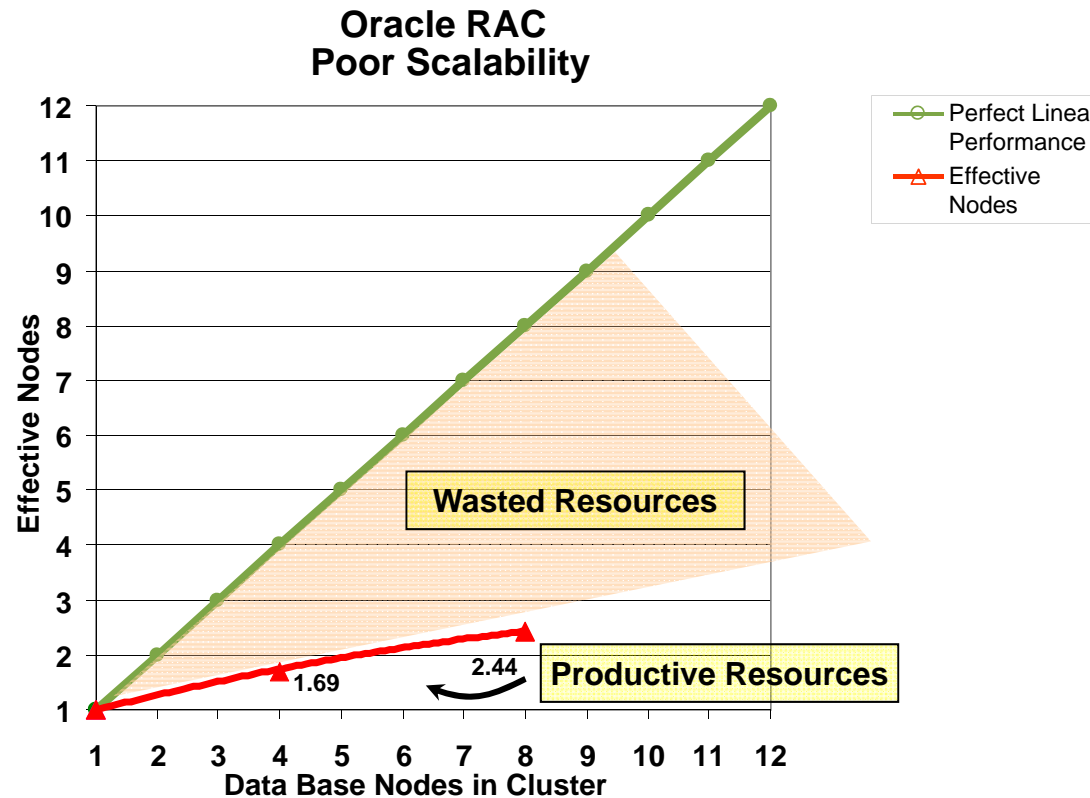 Oracle RAC
Poor Scalability
12
11
10
9
8
7
6
5
4
3
2
1
Effective Nodes
Perfect Linea
Performance
Effective
Nodes
Wasted Resources
Productive Resources
1.69
2.44
1 2 3 4 5 6 7 8 9 10 11 12
Data Base Nodes in Cluster